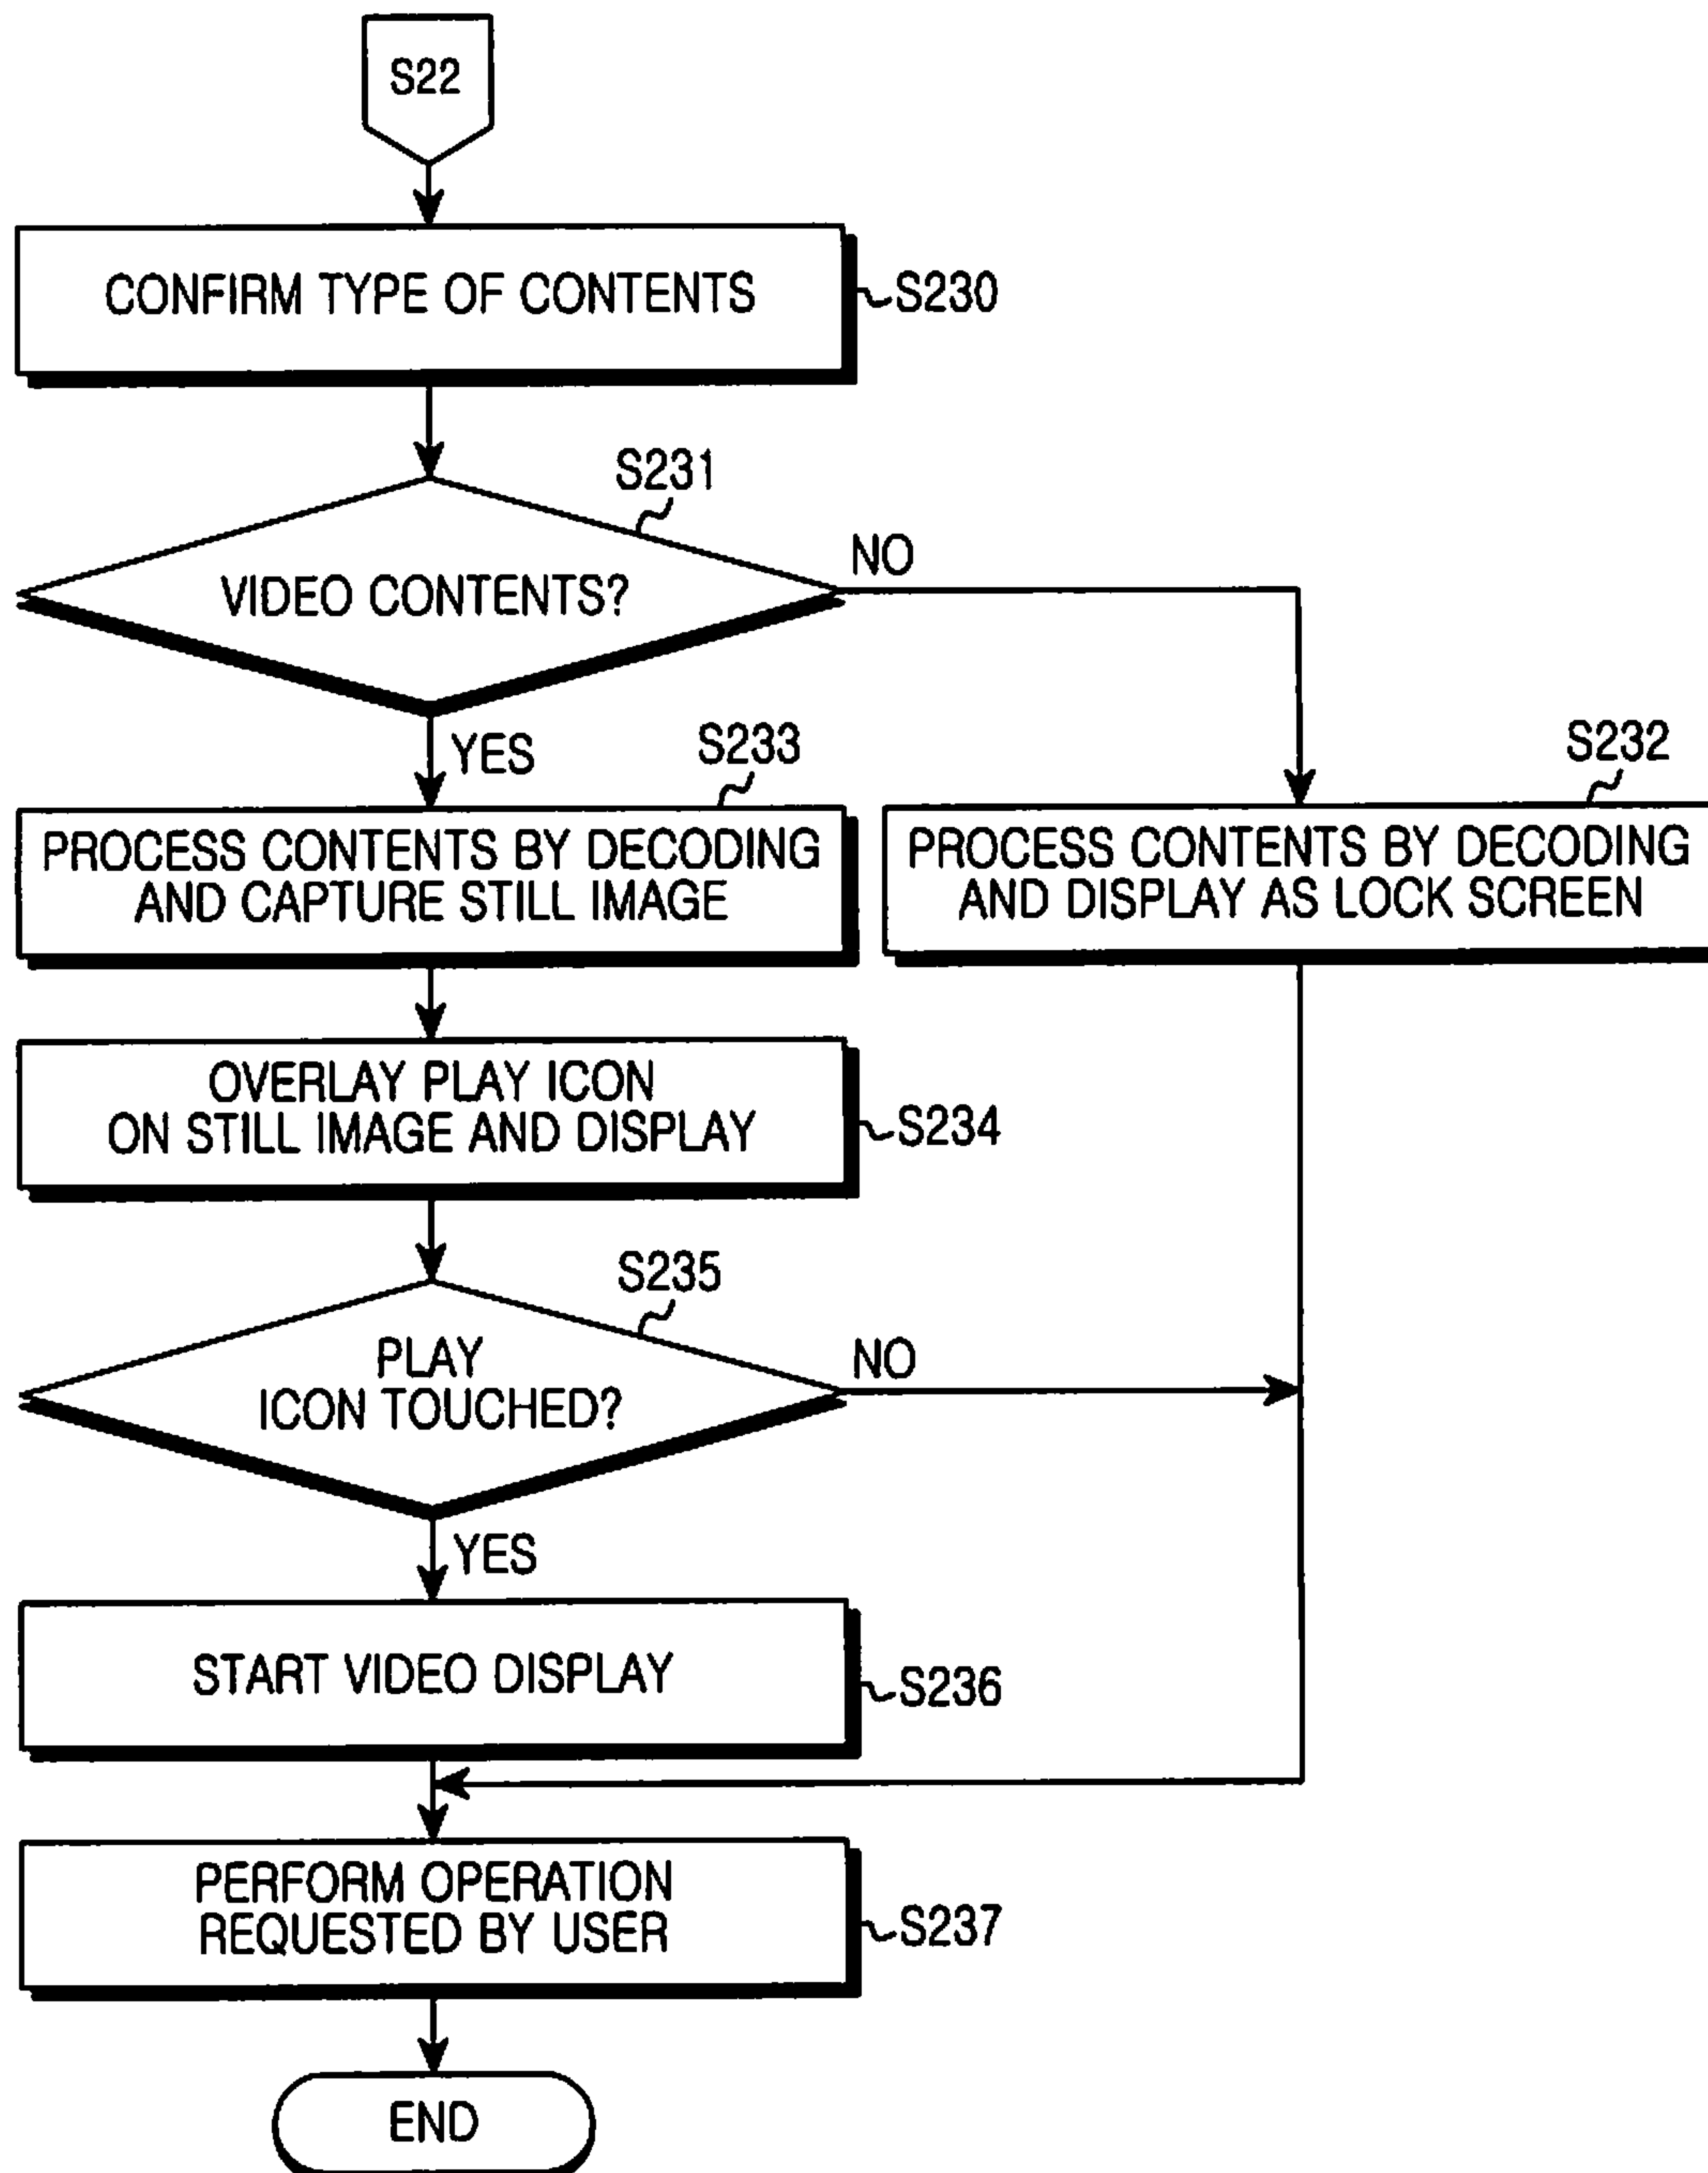 S22
CONFIRM TYPE OF CONTENTS
S230
S231
VIDEO CONTENTS?
NO
YES
S233
S232
PROCESS CONTENTS BY DECODING
AND CAPTURE STILL IMAGE
PROCESS CONTENTS BY DECODING
AND DISPLAY AS LOCK SCREEN
OVERLAY PLAY ICON
ON STILL IMAGE AND DISPLAY
S234
S235
PLAY
ICON TOUCHED?
NO
YES
START VIDEO DISPLAY
S236
PERFORM OPERATION
REQUESTED BY USER
S237
END